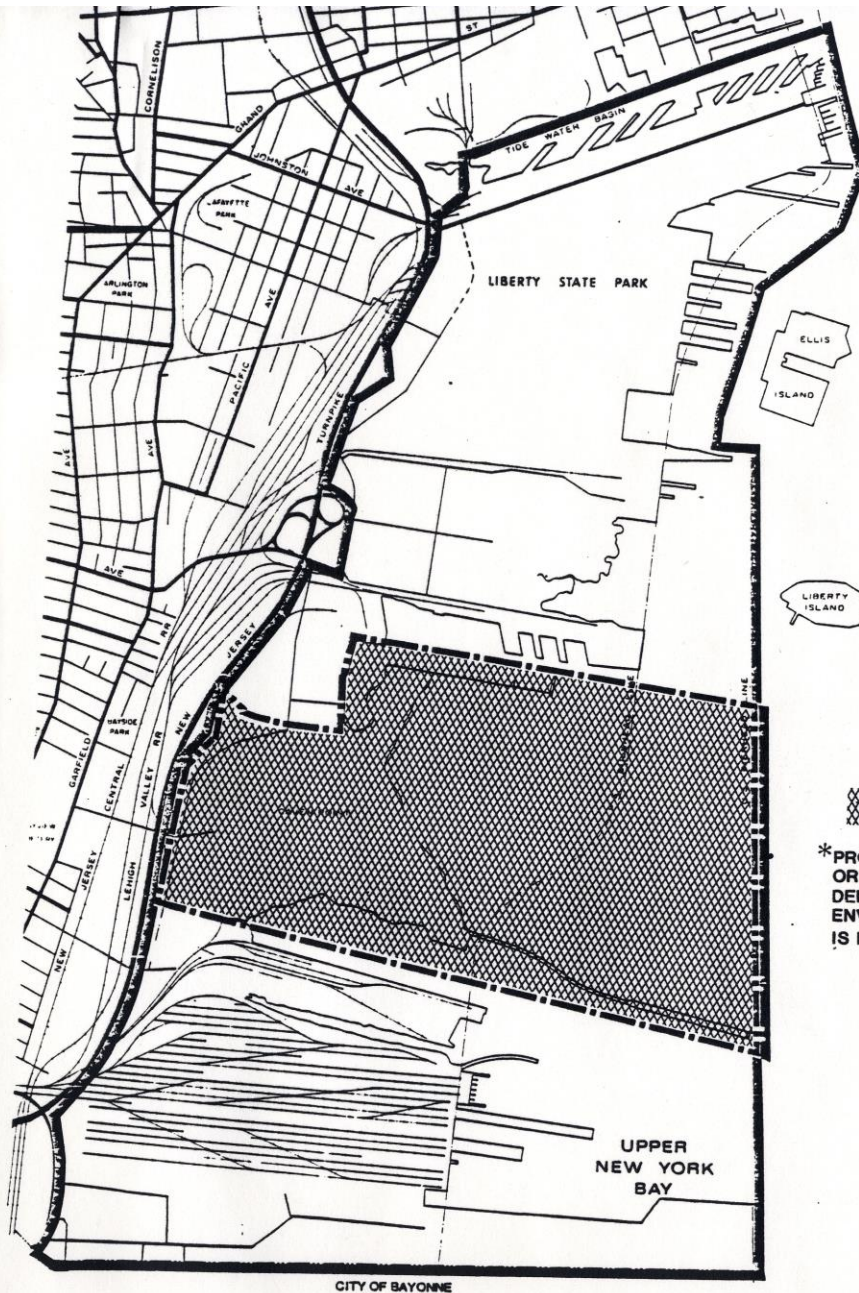 CORNELISON
ST
GRAND
JOHNSTON
AVE
TIDE WATER BASIN
LAFAYETTE
PARK
ARLINGTON
PARK
LIBERTY STATE PARK
AVE
PACIFIC
ELLIS
ISLAND
TURNPIKE
AVE
AVE
AVE
LIBERTY
ISLAND
JERSEY
RR
NEW
BAYSIDE
PARK
RR
GARFIELD
CENTRAL
VALLEY
LINE
JERSEY
LEHIGH
NEW
*PRO
OR
DEP
ENV
IS
UPPER
NEW YORK
BAY
CITY OF BAYONNE